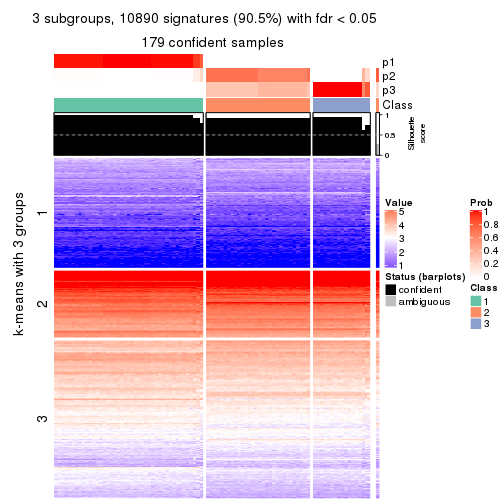 3 subgroups, 10890 signatures (90.5%) with fdr < 0.05
179 confident samples
p1
p2
p3
Class
1
0.5
0
Silhouette
score
k-means with 3 groups
1
2
3
Value
5
4
3
2
1
Status (barplots)
confident
ambiguous
Prob
1
0.8
0.6
0.4
0.2
0
Class
1
2
3